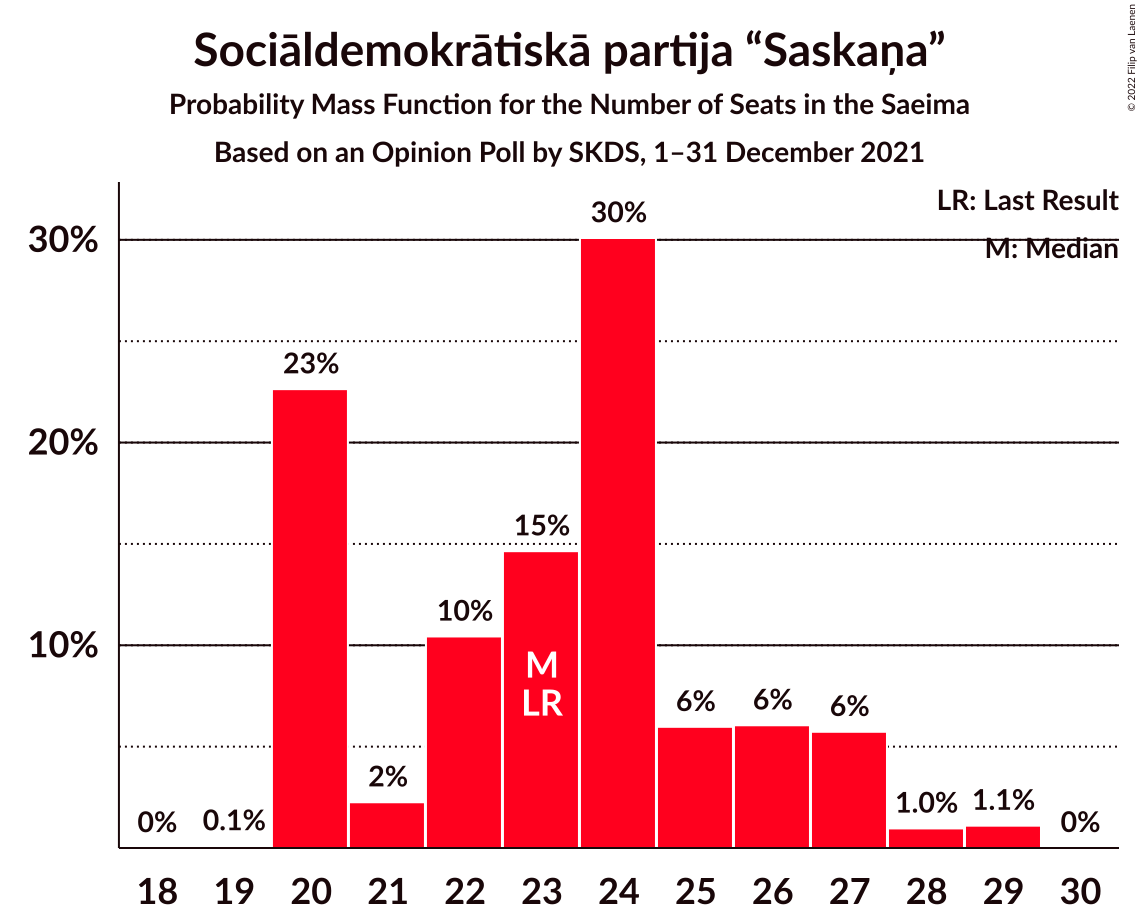 Sociāldemokrātiskā partija “Saskaņa”
Probability Mass Function for the Number of Seats in the Saeima
Based on an Opinion Poll by SKDS, 1–31 December 2021
© 2022 Filip van Laenen
LR: Last Result
M: Median
30%
20%
10%
0%
0.1%
23%
2%
10%
15%
30%
6%
6%
6%
1.0%
1.1%
0%
M
LR
18 19 20 21 22 23 24 25 26 27 28 29 30